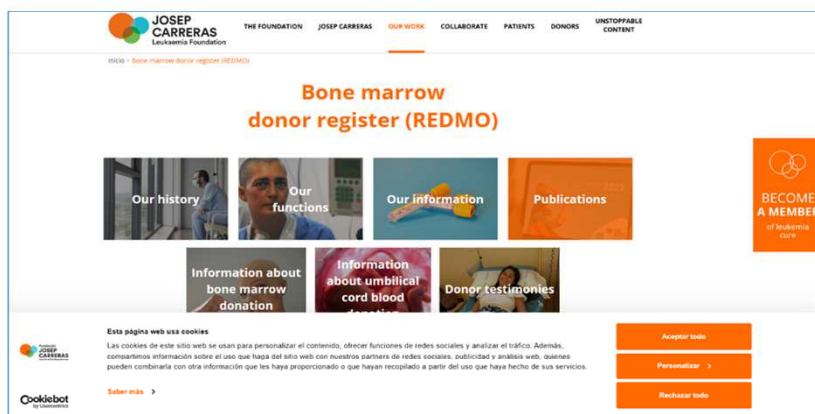 JOSEP
CARRERAS
Leukaemia Foundation
THE FOUNDATION
JOSEP CARRERAS
OUR WORK
COLLABORATE
PATIENTS
DONORS
UNSTOPPABLE
CONTENT
Inicio - Bone marrow donor register (REDMO)
Bone marrow
donor register (REDMO)
Our history
Our
functions
Our information
Publications
BECOME
A MEMBER
of leukemia
cure
Information about
bone marrow
donation
Information
about umbilical
cord blood
donation
Donor testimonies
Fundación
JOSEP
CARRERAS
Esta página web usa cookies
Las cookies de este sitio web se usan para personalizar el contenido, ofrecer funciones de redes sociales y analizar el tráfico. Además,
compartimos información sobre el uso que haga del sitio web con nuestros partners de redes sociales, publicidad y análisis web, quienes
pueden combinarla con otra información que les haya proporcionado o que hayan recopilado a partir del uso que haya hecho de sus servicios.
Saber más >
Aceptar todo
Personalizar >
Rechazar todo
Cookiebot
by Usercentrics